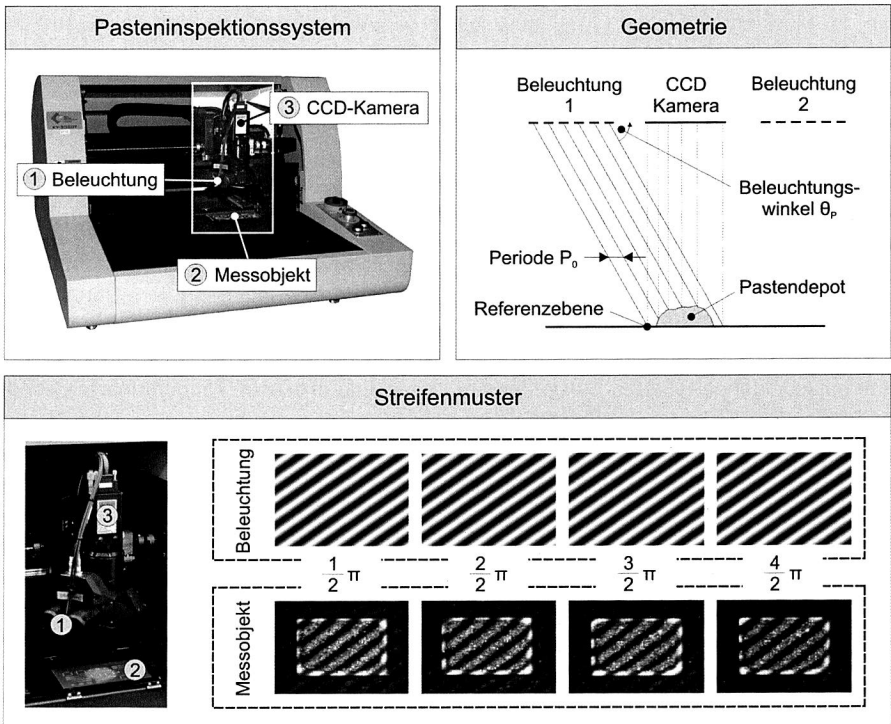 Pasteninspektionssystem
3 CCD-Kamera
1 Beleuchtung
2 Messobjekt
Geometrie
Beleuchtung
1
CCD
Kamera
Beleuchtung
2
Beleuchtungs-
winkel θP
Periode P0
Pastendepot
Referenzebene
Streifenmuster
3
1
2
Beleuchtung
1/2 π
2/2 π
3/2 π
4/2 π
Messobjekt